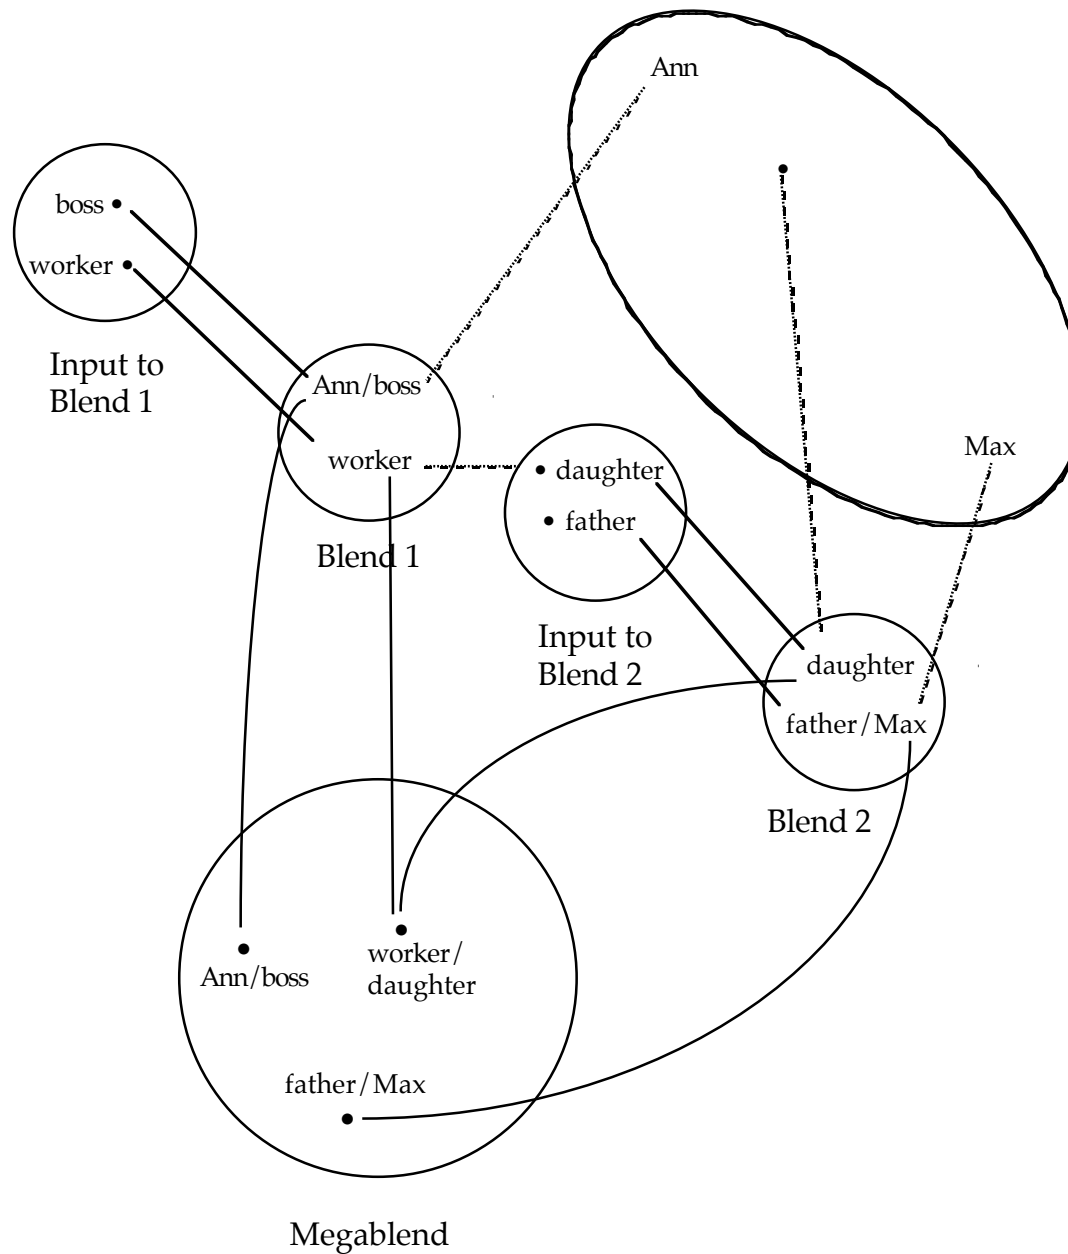 Ann
boss
worker
Input to
Blend 1
Ann/boss
worker
Blend 1
Max
daughter
father
Input to
Blend 2
daughter
father/Max
Blend 2
Ann/boss
worker/
daughter
father/Max
Megablend